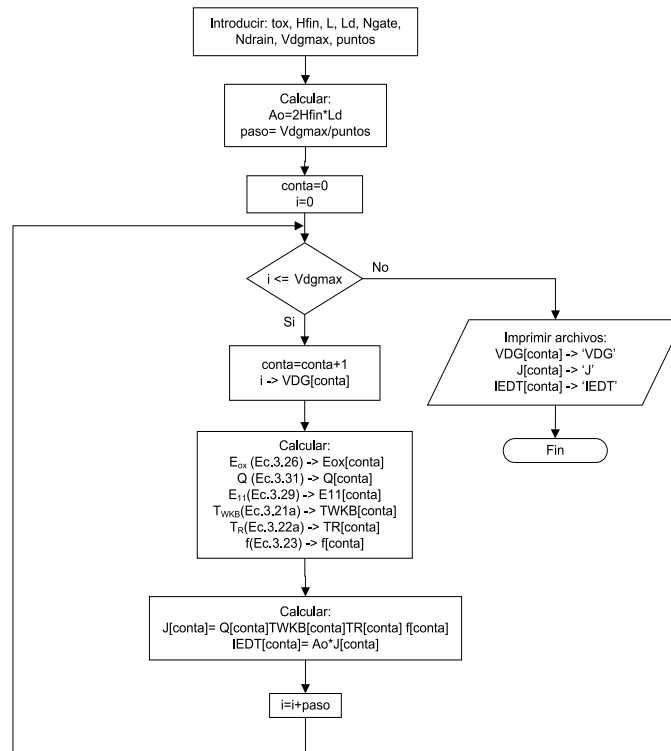 Introducir: tox, Hfin, L, Ld, Ngate,
Ndrain, Vdgmax, puntos
Calcular:
Ao=2Hfin*Ld
paso= Vdgmax/puntos
conta=0
i=0
i <= Vdgmax
No
Si
conta=conta+1
i -> VDG[conta]
Imprimir archivos:
VDG[conta] -> ‘VDG’
J[conta] -> ‘J’
IEDT[conta] -> ‘IEDT’
Fin
Calcular:
Eox (Ec.3.26) -> Eox[conta]
Q (Ec.3.31) -> Q[conta]
E11(Ec.3.29) -> E11[conta]
TWKB(Ec.3.21a) -> TWKB[conta]
TR(Ec.3.22a) -> TR[conta]
f(Ec.3.23) -> f[conta]
Calcular:
J[conta]= Q[conta]TWKB[conta]TR[conta] f[conta]
IEDT[conta]= Ao*J[conta]
i=i+paso